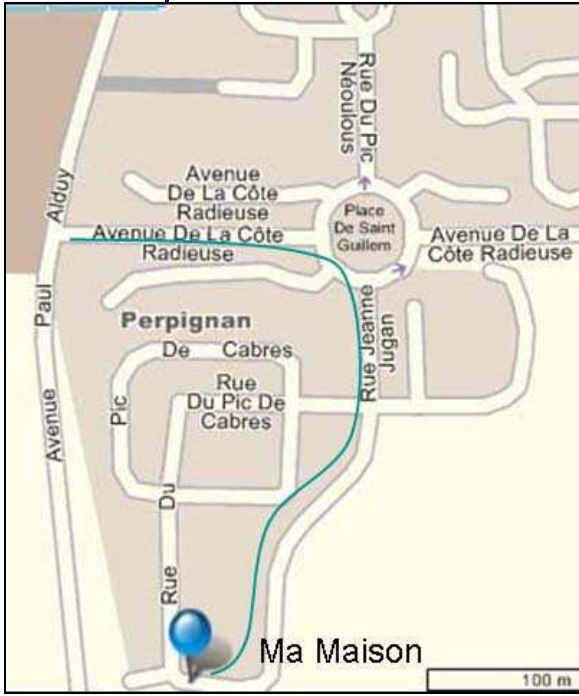 Rue Du Pic
Néoulous
Avenue
De La Côte
Radieuse
Alduy
Place
De Saint
Guillem
Avenue De La Côte
Radieuse
Avenue De La
Côte Radieuse
Paul
Perpignan
Rue Jeanne
Jugan
De Cabres
Rue
Du Pic De
Cabres
Pic
Avenue
Du
Rue
Ma Maison
100 m